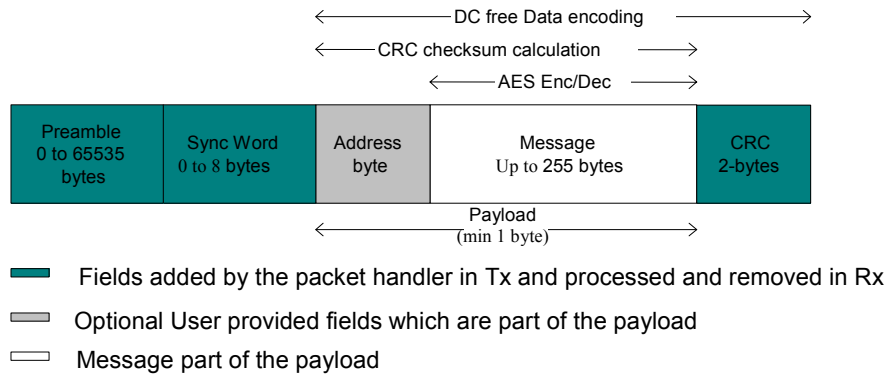 DC free Data encoding
CRC checksum calculation
AES Enc/Dec
Preamble
0 to 65535
bytes
Sync Word
0 to 8 bytes
Address
byte
Message
Up to 255 bytes
CRC
2-bytes
Payload
(min 1 byte)
Fields added by the packet handler in Tx and processed and removed in Rx
Optional User provided fields which are part of the payload
Message part of the payload